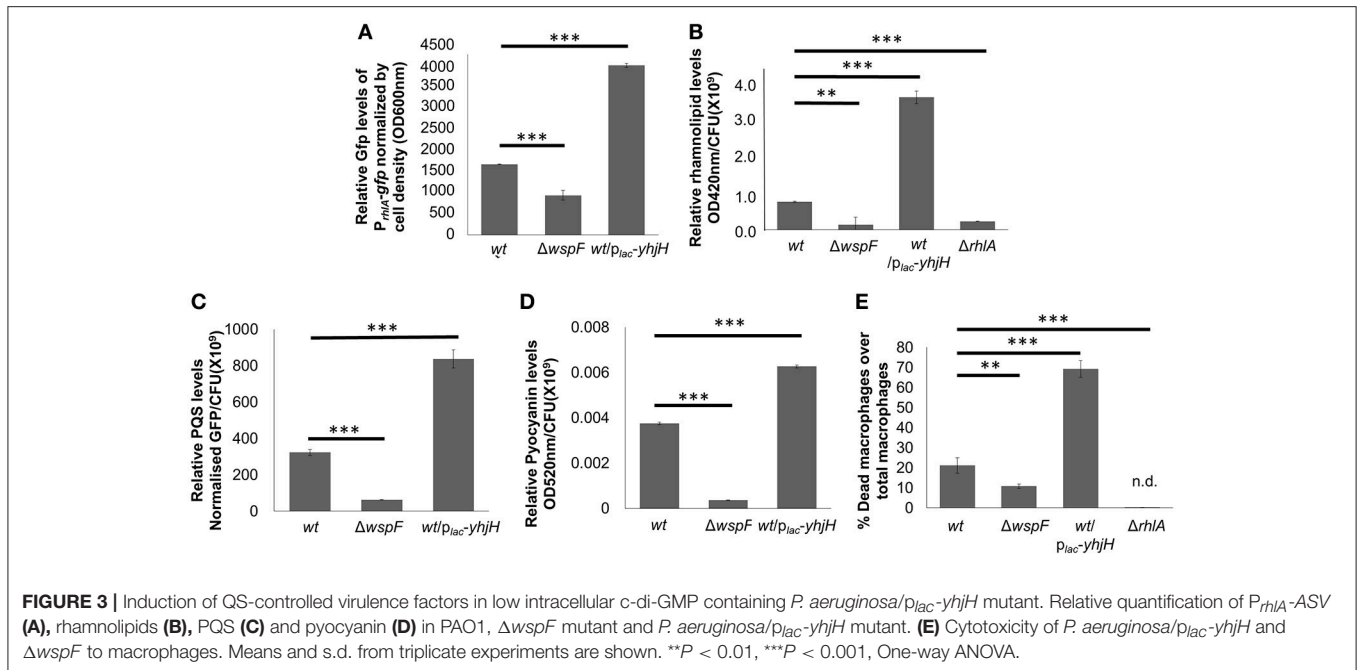 A
Relative Gfp levels of
PrhlA-gfp normalized by
cell density (OD600nm)
4500
4000
3500
3000
2500
2000
1500
1000
500
0
***
***
wt
ΔwspF
wt/plac-yhjH
B
Relative rhamnolipid levels
OD420nm/CFU(X10⁹)
4.0
3.0
2.0
1.0
0.0
***
***
**
wt
ΔwspF
wt
/plac-yhjH
ΔrhlA
C
Relative PQS levels
Normalised GFP/CFU(X10⁹)
1000
800
600
400
200
0
***
***
wt
ΔwspF
wt/plac-yhjH
D
Relative Pyocyanin levels
OD520nm/CFU(X10⁹)
0.008
0.006
0.004
0.002
0
***
***
wt
ΔwspF
wt/plac-yhjH
E
% Dead macrophages over
total macrophages
80
70
60
50
40
30
20
10
0
***
***
**
n.d.
wt
ΔwspF
wt/
plac-yhjH
ΔrhlA
FIGURE 3 | Induction of QS-controlled virulence factors in low intracellular c-di-GMP containing P. aeruginosa/plac-yhjH mutant. Relative quantification of PrhlA-ASV
(A), rhamnolipids (B), PQS (C) and pyocyanin (D) in PAO1, ΔwspF mutant and P. aeruginosa/plac-yhjH mutant. (E) Cytotoxicity of P. aeruginosa/plac-yhjH and
ΔwspF to macrophages. Means and s.d. from triplicate experiments are shown. **P < 0.01, ***P < 0.001, One-way ANOVA.